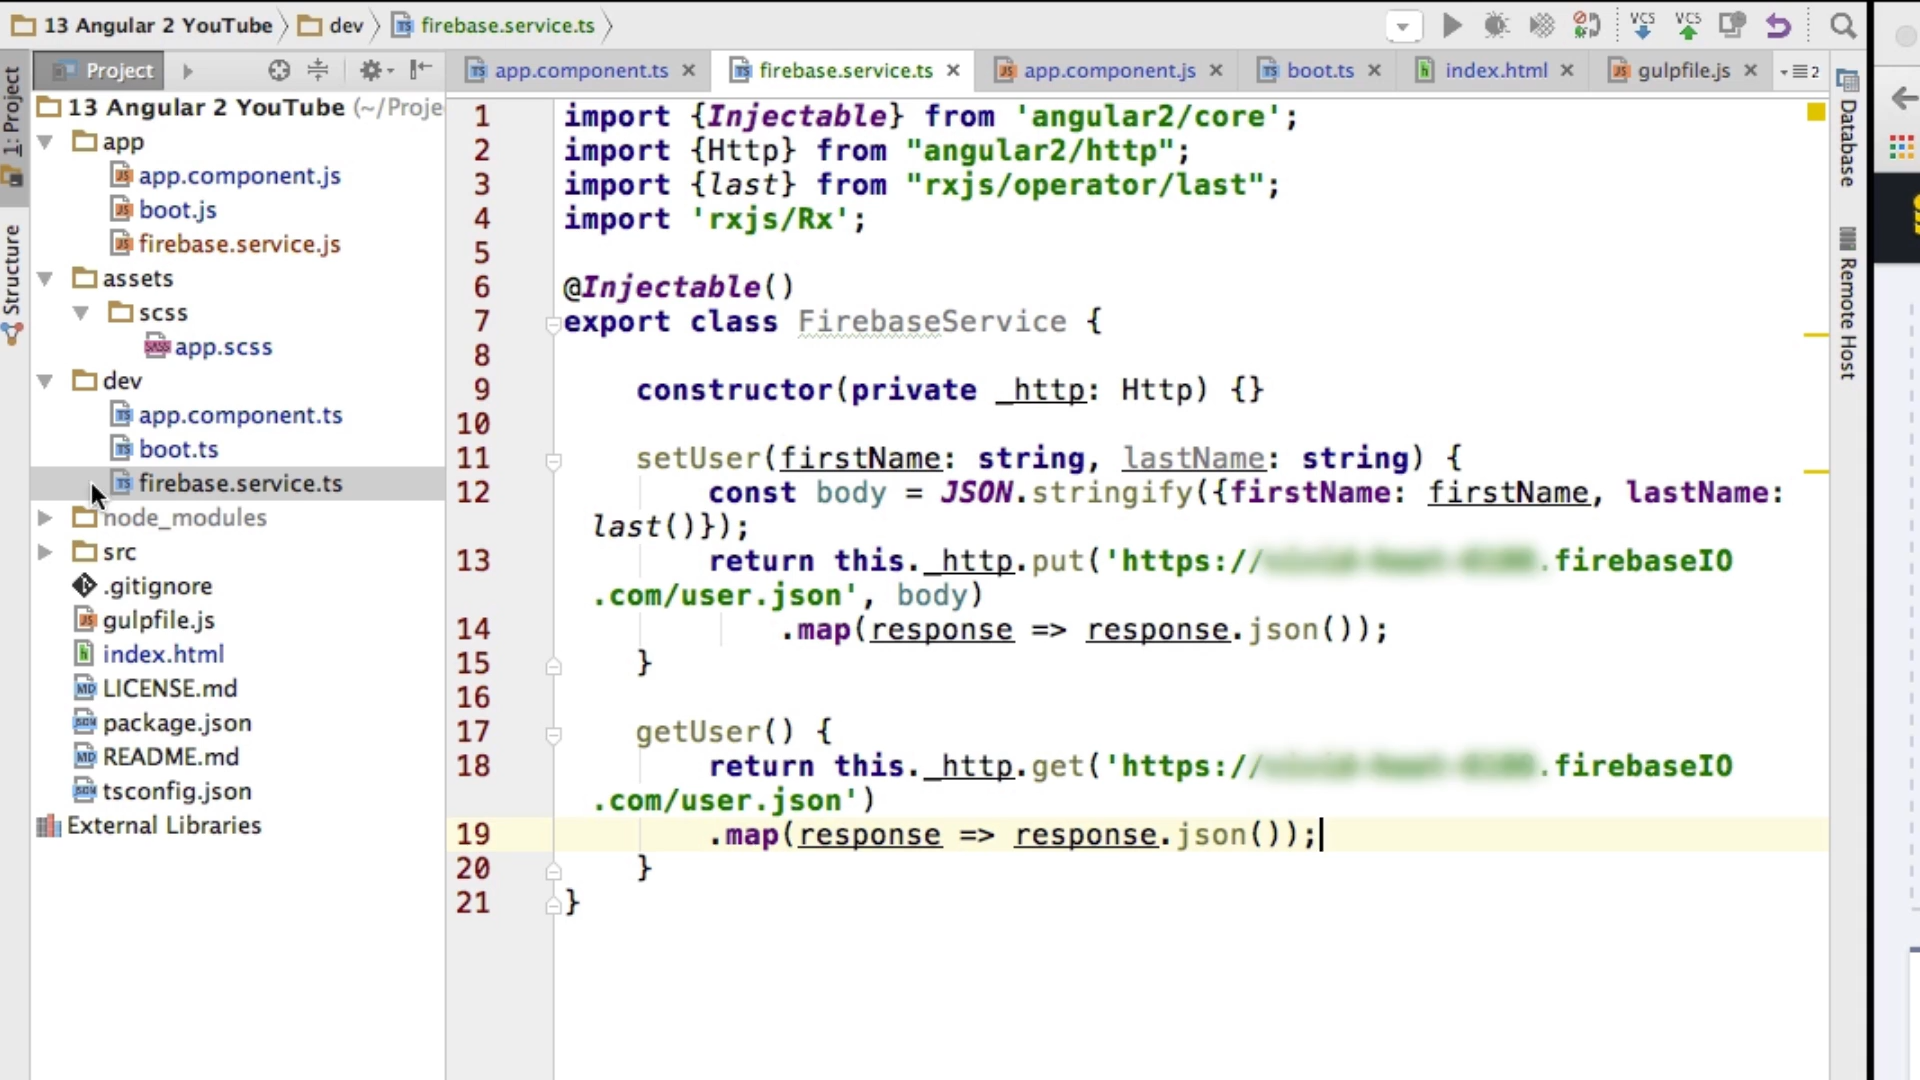 13 Angular 2 YouTube dev firebase.service.ts
VCS VCS
1: Project
Structure
Project
13 Angular 2 YouTube (~/Proje
app
app.component.js
boot.js
firebase.service.js
assets
scss
app.scss
dev
app.component.ts
boot.ts
firebase.service.ts
node_modules
src
.gitignore
gulpfile.js
index.html
LICENSE.md
package.json
README.md
tsconfig.json
External Libraries
app.component.ts firebase.service.ts app.component.js boot.ts index.html gulpfile.js 2
1 import {Injectable} from 'angular2/core';
2 import {Http} from "angular2/http";
3 import {last} from "rxjs/operator/last";
4 import 'rxjs/Rx';
5
6 @Injectable()
7 export class FirebaseService {
8
9 constructor(private _http: Http) {}
10
11 setUser(firstName: string, lastName: string) {
12 const body = JSON.stringify({firstName: firstName, lastName:
last()});
13 return this._http.put('https:// .firebaseIO
.com/user.json', body)
14 .map(response => response.json());
15 }
16
17 getUser() {
18 return this._http.get('https:// .firebaseIO
.com/user.json')
19 .map(response => response.json());
20 }
21 }
Database
Remote Host